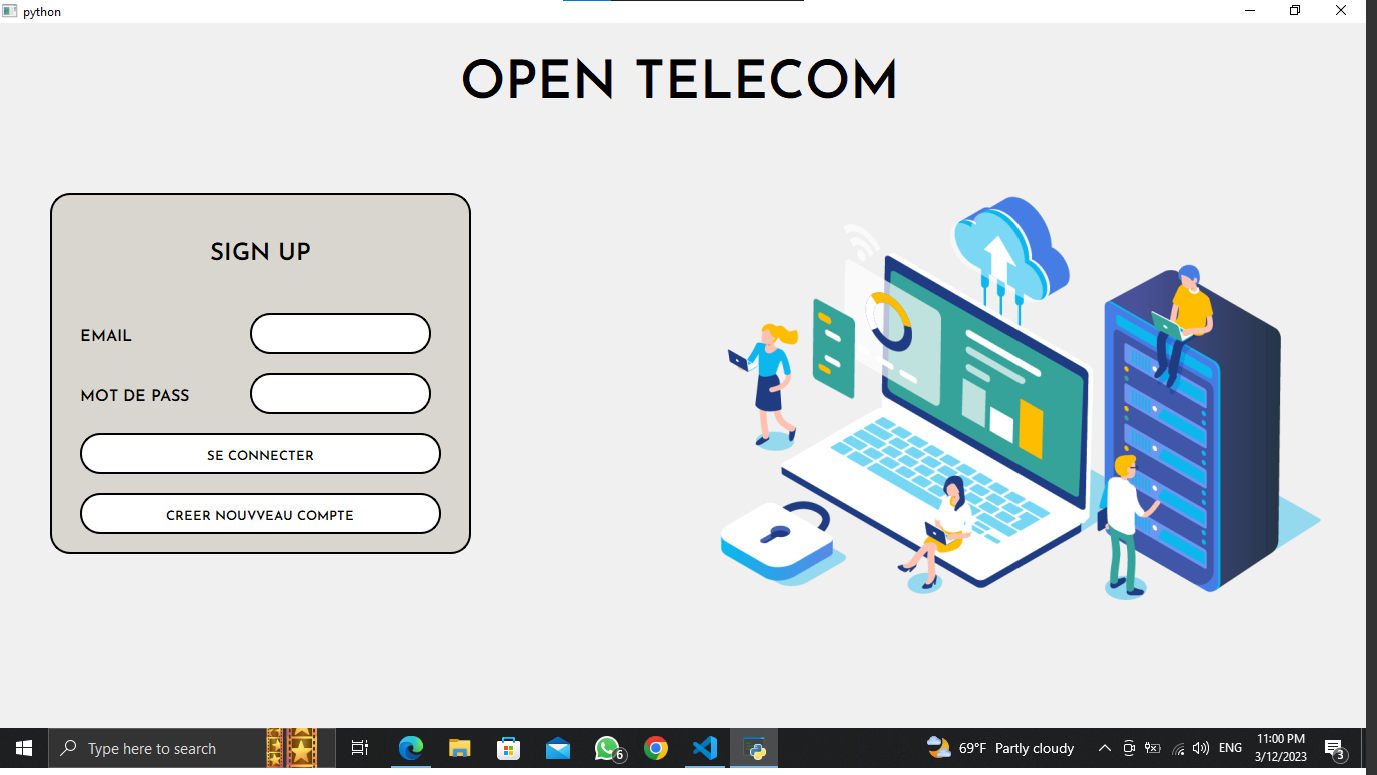 python
OPEN TELECOM
SIGN UP
EMAIL
MOT DE PASS
SE CONNECTER
CREER NOUVVEAU COMPTE
Type here to search
6
69°F Partly cloudy
ENG
11:00 PM
3/12/2023
3